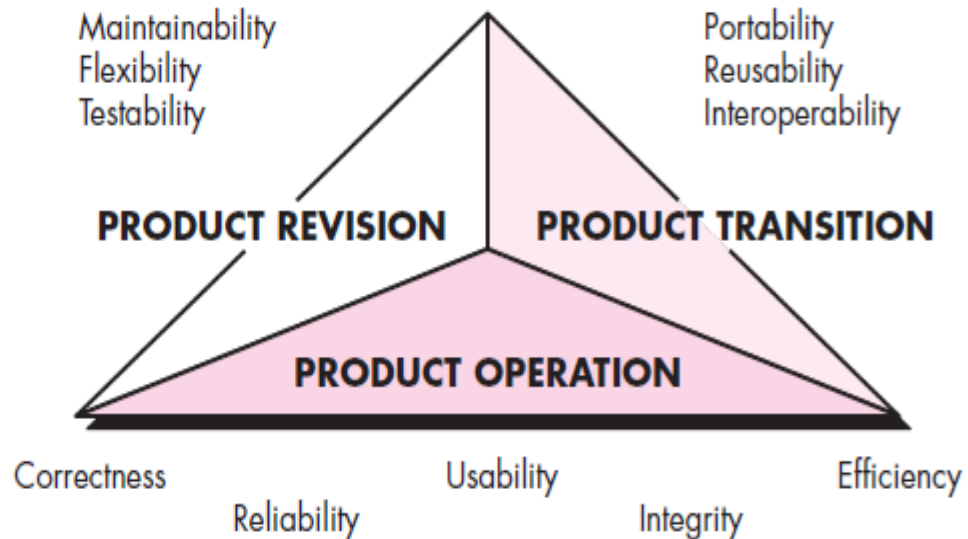 Maintainability
Flexibility
Testability
Portability
Reusability
Interoperability
PRODUCT REVISION
PRODUCT TRANSITION
PRODUCT OPERATION
Correctness
Usability
Efficiency
Reliability
Integrity